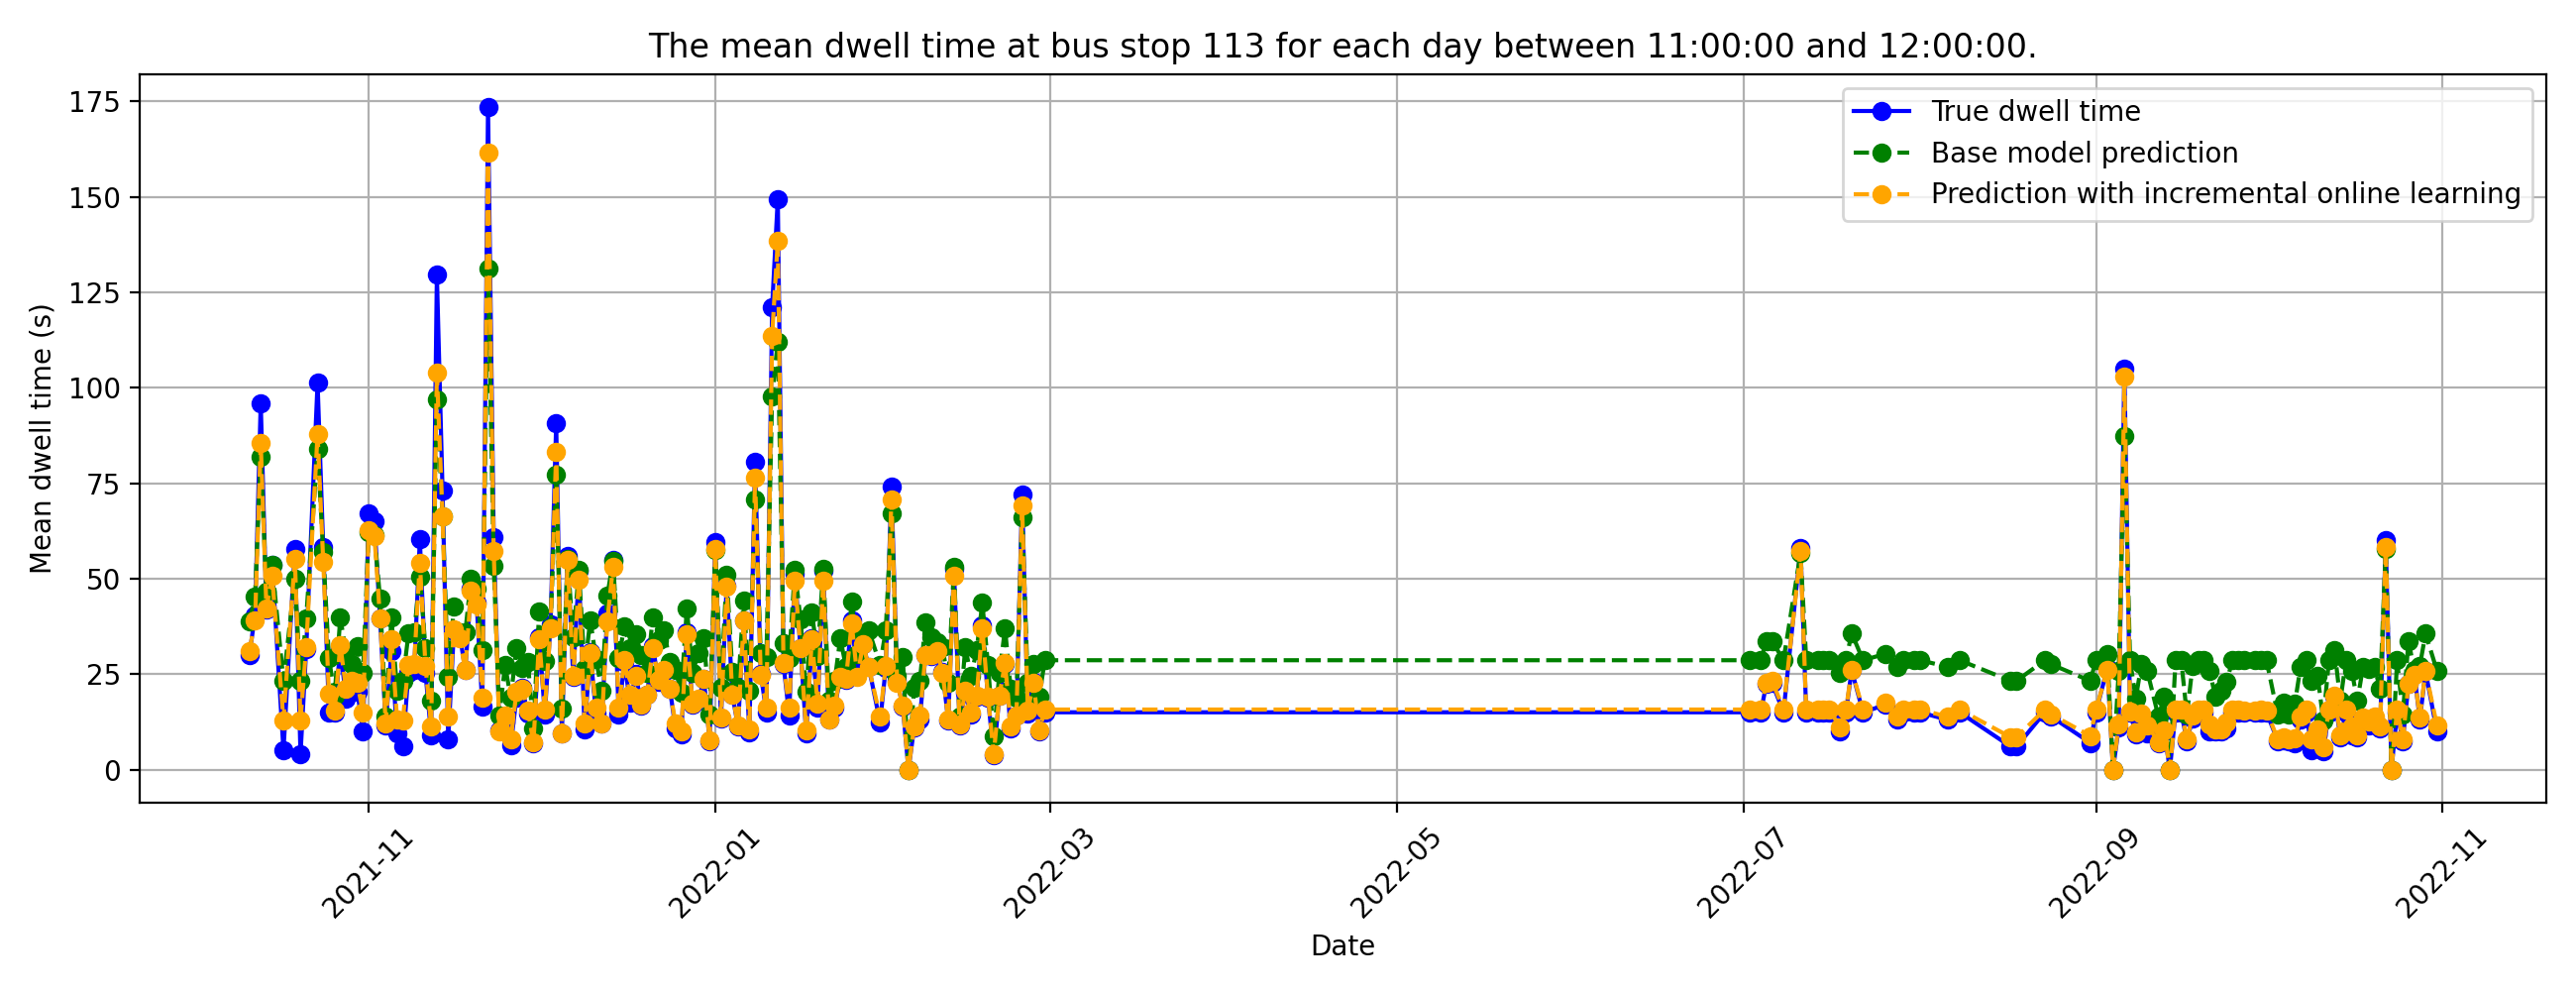 The mean dwell time at bus stop 113 for each day between 11:00:00 and 12:00:00.
True dwell time
Base model prediction
Prediction with incremental online learning
Mean dwell time (s)
175
150
125
100
75
50
25
0
2021-11
2022-01
2022-03
2022-05
2022-07
2022-09
2022-11
Date